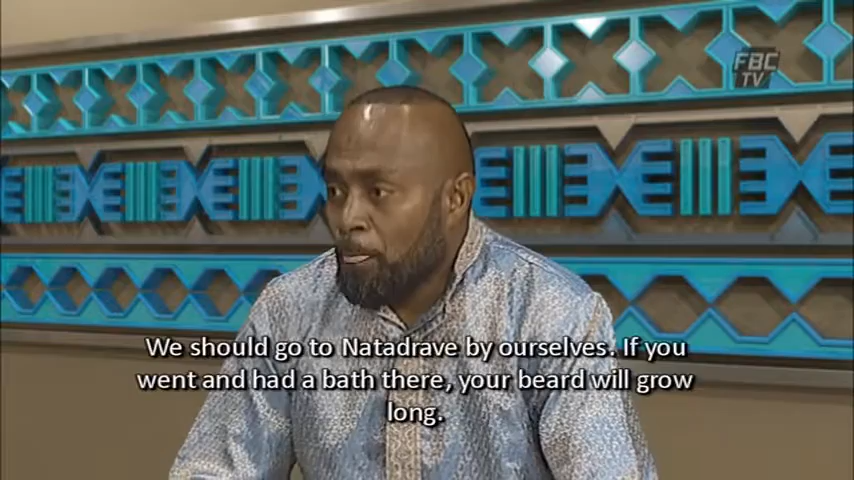 FBC
TV
We should go to Natadrave by ourselves. If you
went and had a bath there, your beard will grow
long.